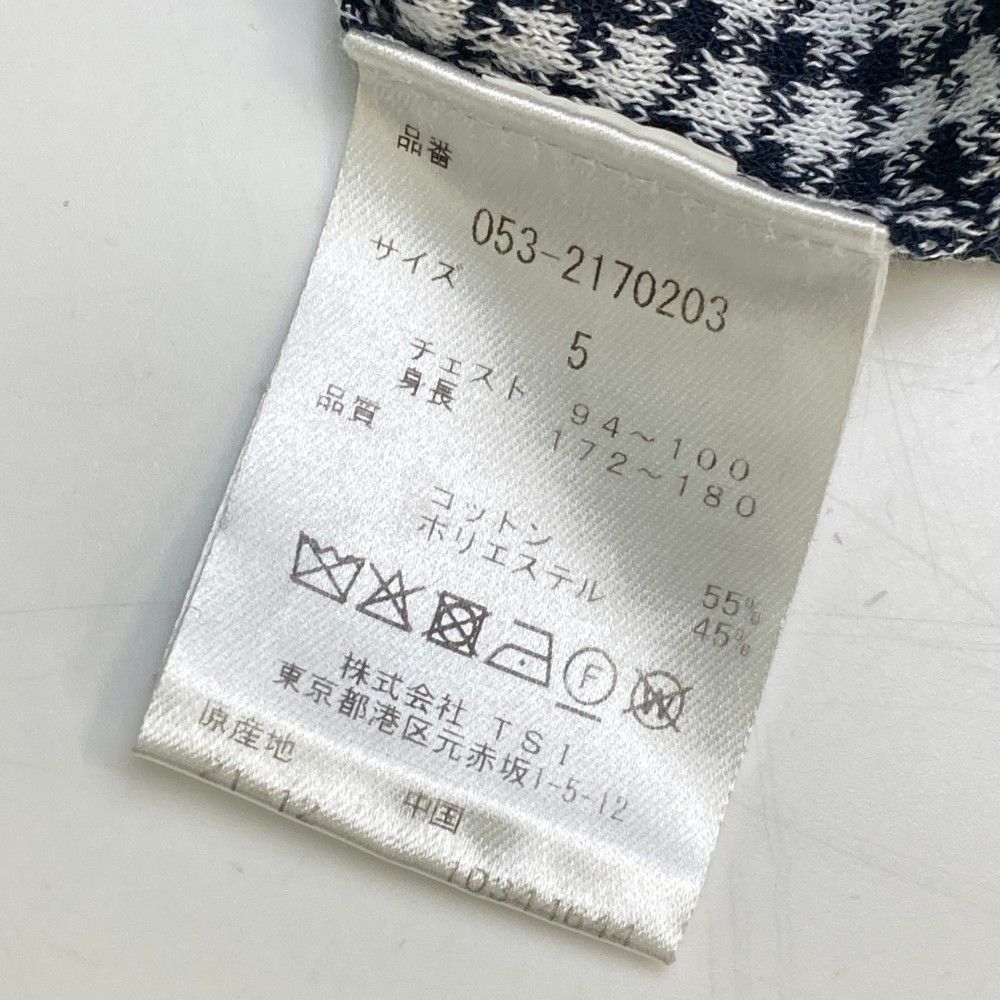 品番
053-2170203
サイズ
5
チェスト 94~100
身長 172~180
品質
コットン 55%
ポリエステル 45%
F
W
株式会社 TSI
東京都港区元赤坂1-5-12
原産地
中国